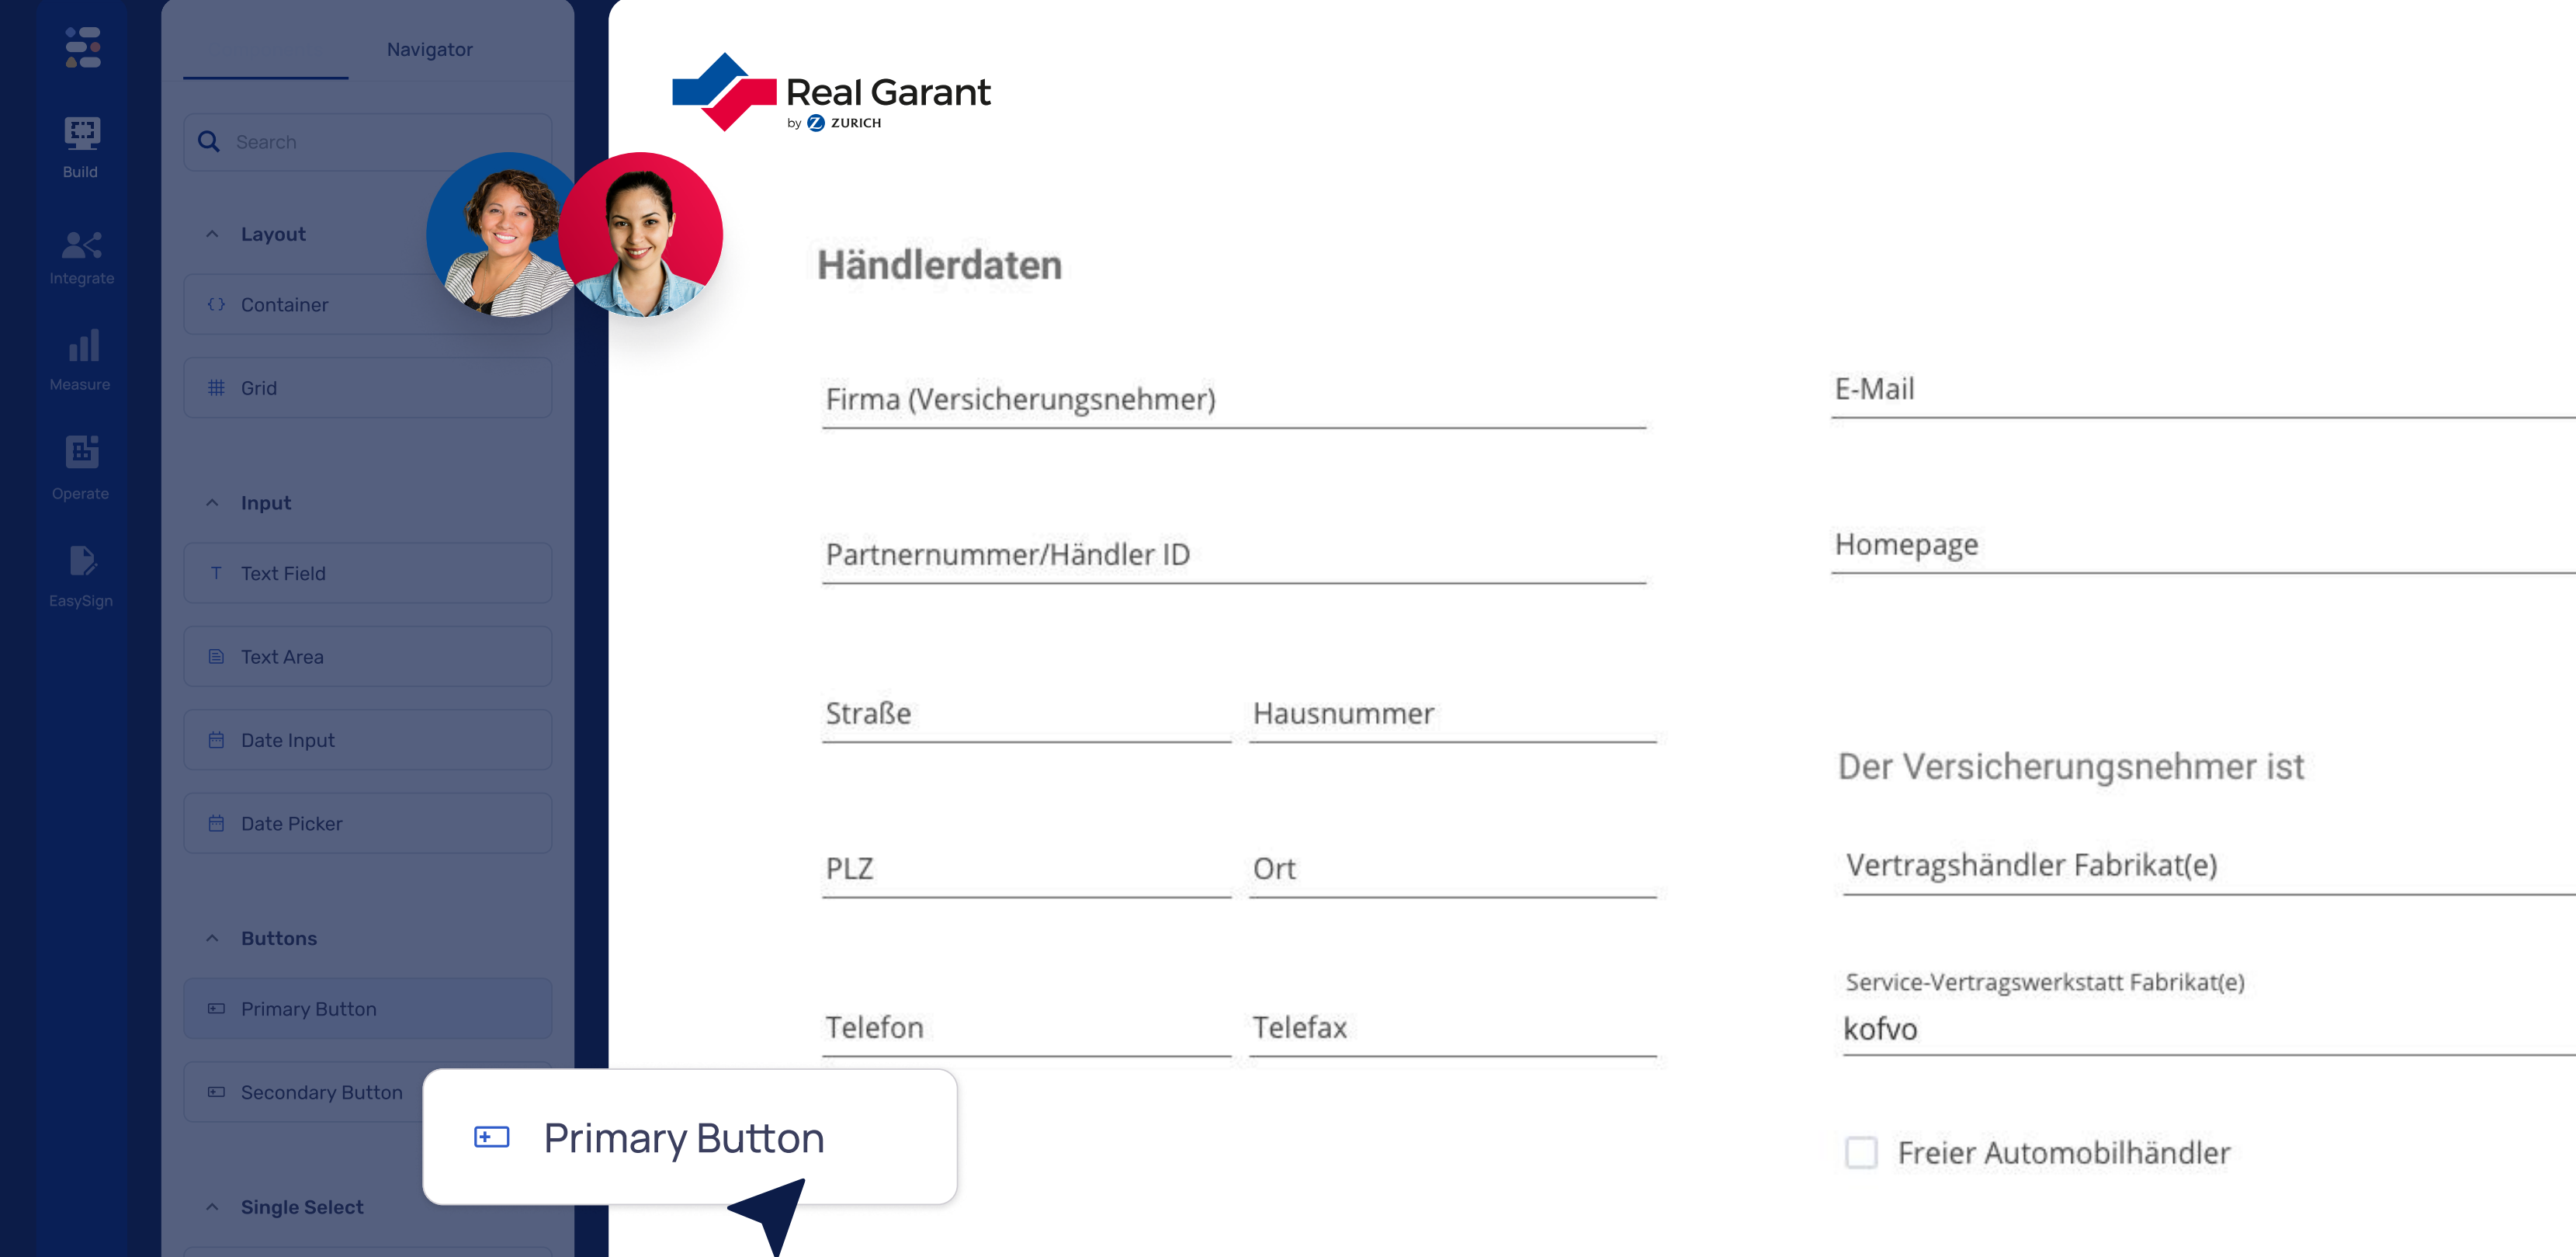 Build
Integrate
Measure
Operate
EasySign
Navigator
Search
Layout
Container
Grid
Input
Text Field
Text Area
Date Input
Date Picker
Buttons
Primary Button
Secondary Button
Single Select
Primary Button
Real Garant
by ZURICH
Händlerdaten
Firma (Versicherungsnehmer)
Partnernummer/Händler ID
Straße Hausnummer
PLZ Ort
Telefon Telefax
E-Mail
Homepage
Der Versicherungsnehmer ist
Vertragshändler Fabrikat(e)
Service-Vertragswerkstatt Fabrikat(e)
kofvo
Freier Automobilhändler